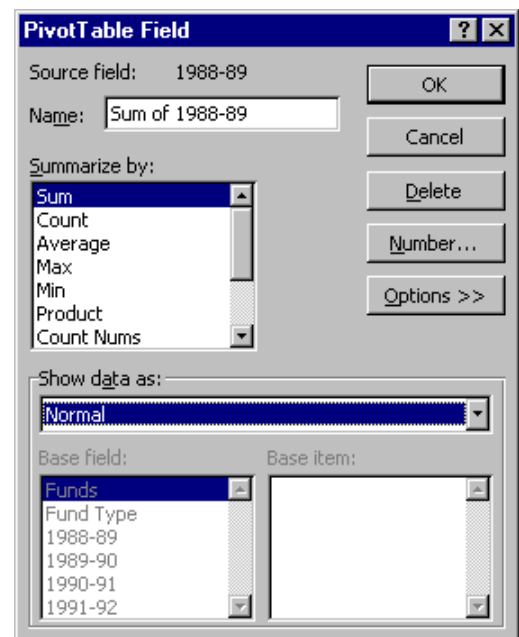 PivotTable Field
Source field: 1988-89
Name: Sum of 1988-89
Summarize by:
Sum
Count
Average
Max
Min
Product
Count Nums
OK
Cancel
Delete
Number...
Options >>
Show data as:
Normal
Base field: Base item:
Funds
Fund Type
1988-89
1989-90
1990-91
1991-92